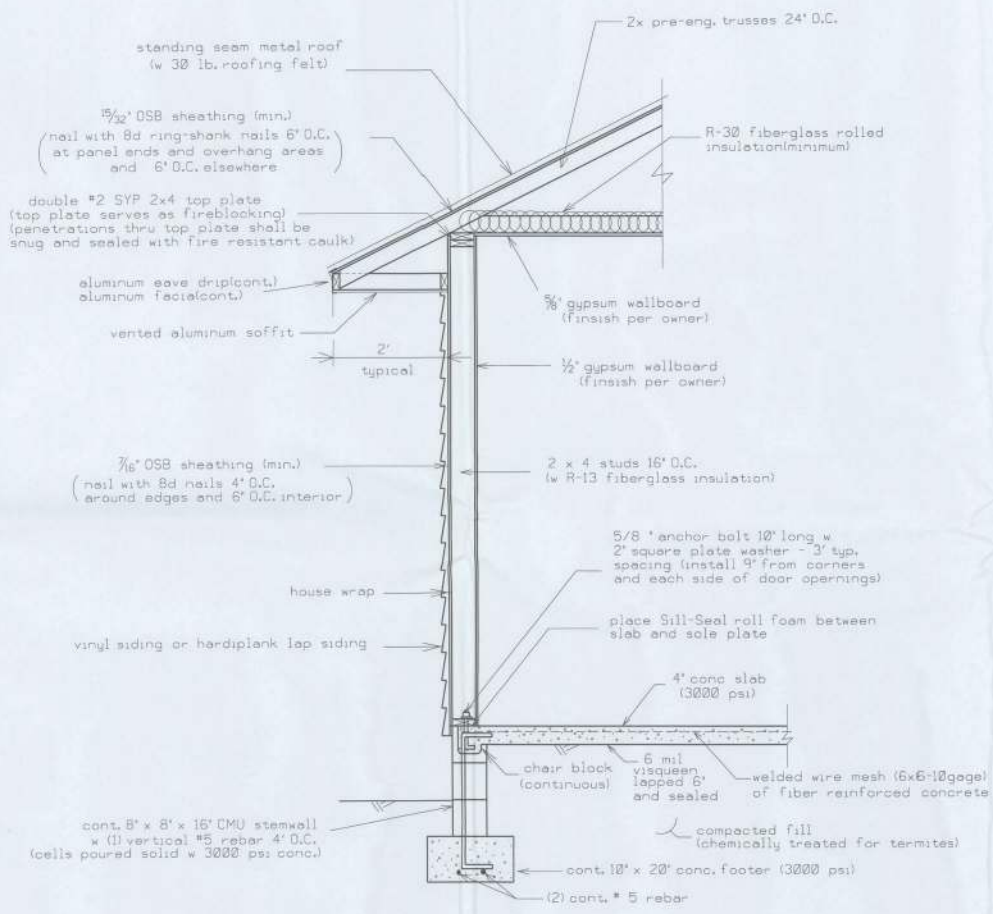 2x pre-eng. trusses 24" O.C.
standing seam metal roof
(w 30 lb. roofing felt)
15/32" OSB sheathing (min.)
(nail with 8d ring-shank nails 6" O.C.
at panel ends and overhang areas
and 6" O.C. elsewhere)
R-30 fiberglass rolled
insulation(minimum)
double #2 SYP 2x4 top plate
(top plate serves as fireblocking)
(penetrations thru top plate shall be
snug and sealed with fire resistant caulk)
aluminum eave drip(cont.)
aluminum facia(cont.)
vented aluminum soffit
5/8" gypsum wallboard
(finsish per owner)
2'
typical
1/2" gypsum wallboard
(finsish per owner)
7/16" OSB sheathing (min.)
(nail with 8d nails 4" O.C.
around edges and 6" O.C. interior)
2 x 4 studs 16" O.C.
(w R-13 fiberglass insulation)
5/8 " anchor bolt 10" long w
2" square plate washer - 3' typ.
spacing (install 9" from corners
and each side of door openings)
house wrap
place Sill-Seal roll foam between
slab and sole plate
vinyl siding or hardiplank lap siding
4" conc slab
(3000 psi)
chair block
(continuous)
6 mil
visqueen
lapped 6"
and sealed
welded wire mesh (6x6-10gage)
of fiber reinforced concrete
cont. 8" x 8" x 16" CMU stemwall
w (1) vertical #5 rebar 4' O.C.
(cells poured solid w 3000 psi conc.)
compacted fill
(chemically treated for termites)
cont. 10" x 20" conc. footer (3000 psi)
(2) cont. # 5 rebar